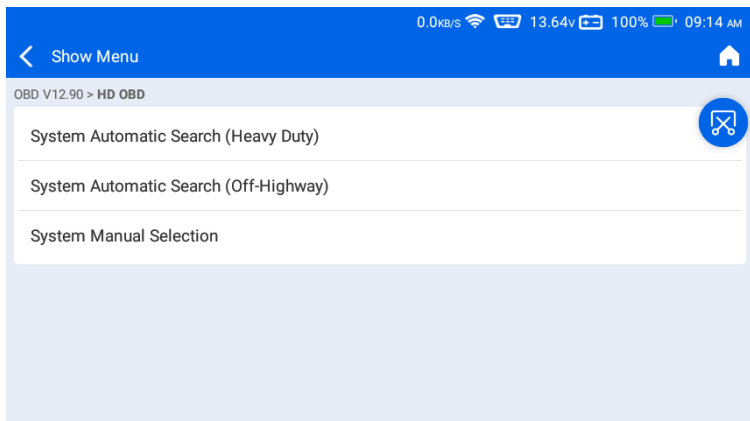 0.0KB/S 13.64V 100% 09:14 AM
Show Menu
OBD V12.90 > HD OBD
System Automatic Search (Heavy Duty)
System Automatic Search (Off-Highway)
System Manual Selection